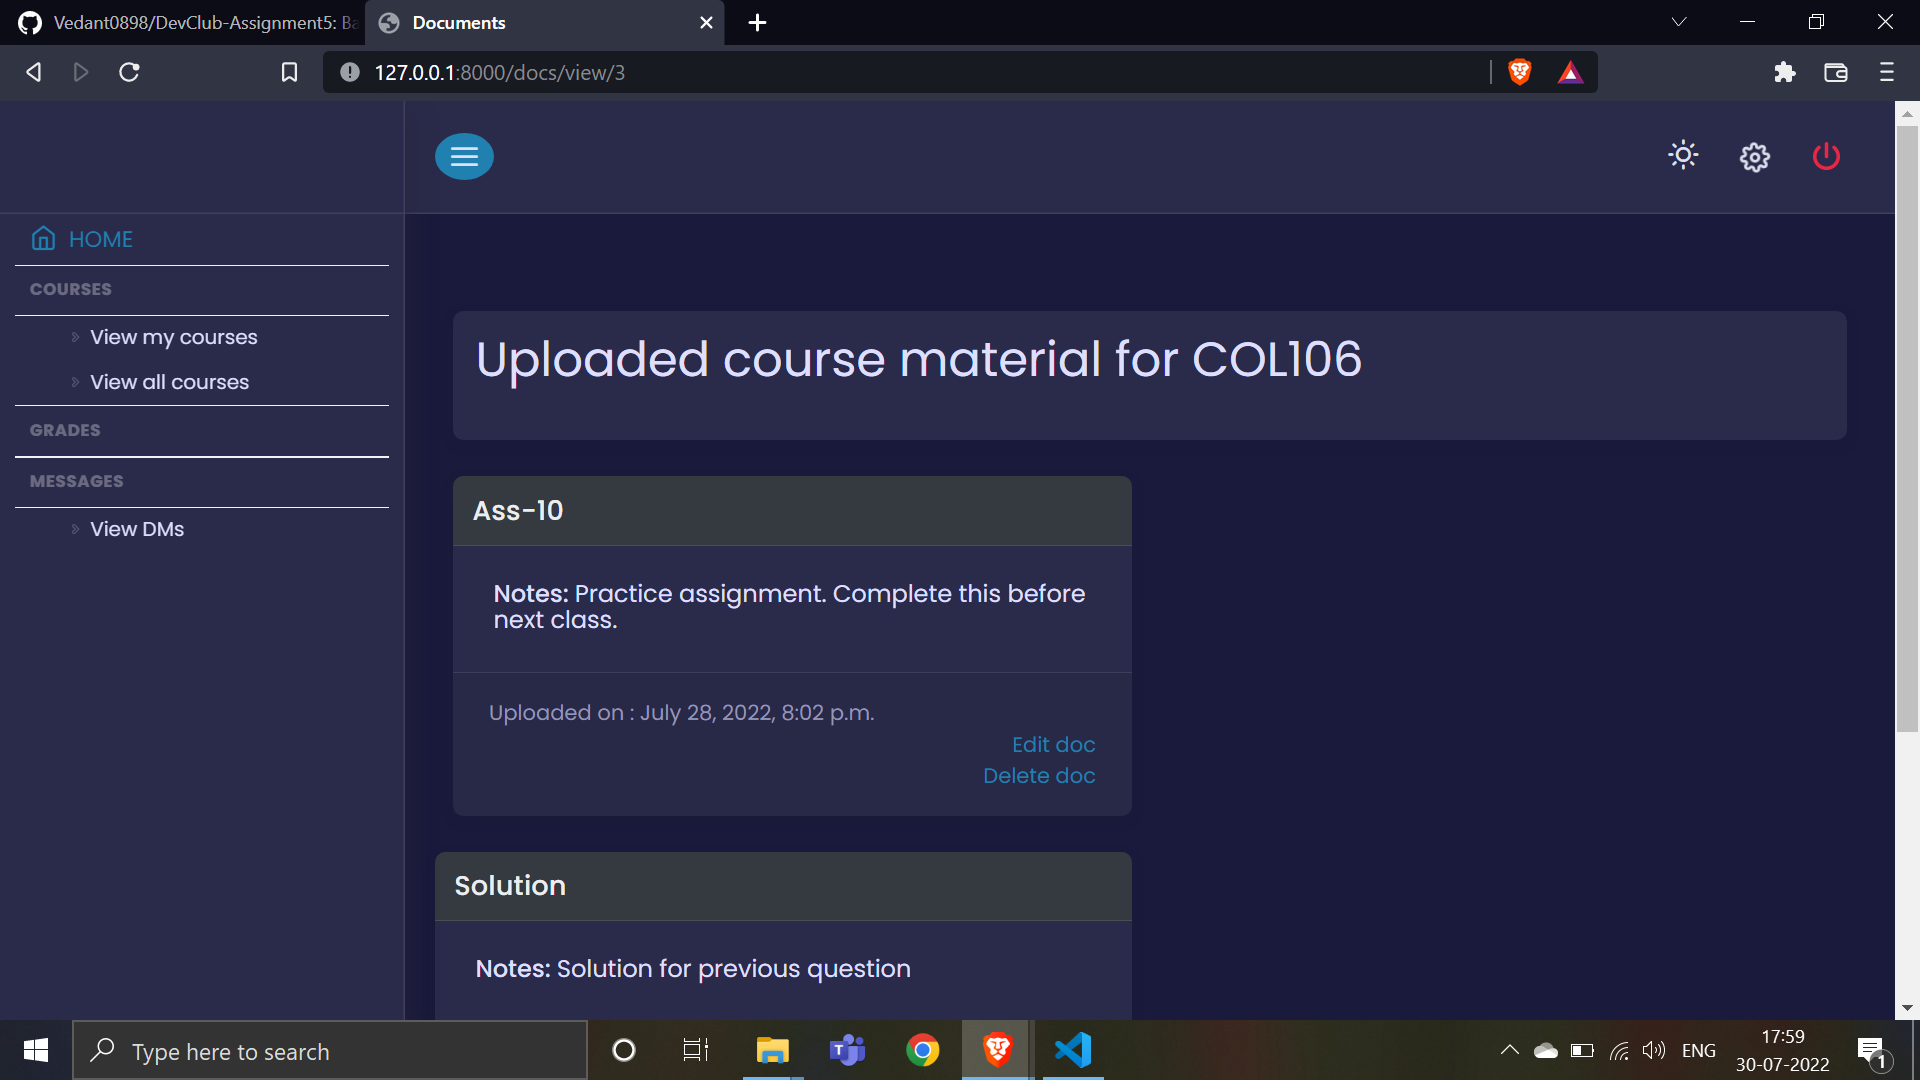 Vedant0898/DevClub-Assignment5: Ba
Documents
127.0.0.1:8000/docs/view/3
HOME
COURSES
View my courses
View all courses
GRADES
MESSAGES
View DMs
Uploaded course material for COL106
Ass-10
Notes: Practice assignment. Complete this before
next class.
Uploaded on : July 28, 2022, 8:02 p.m.
Edit doc
Delete doc
Solution
Notes: Solution for previous question
Type here to search
T
ENG
17:59
30-07-2022
1